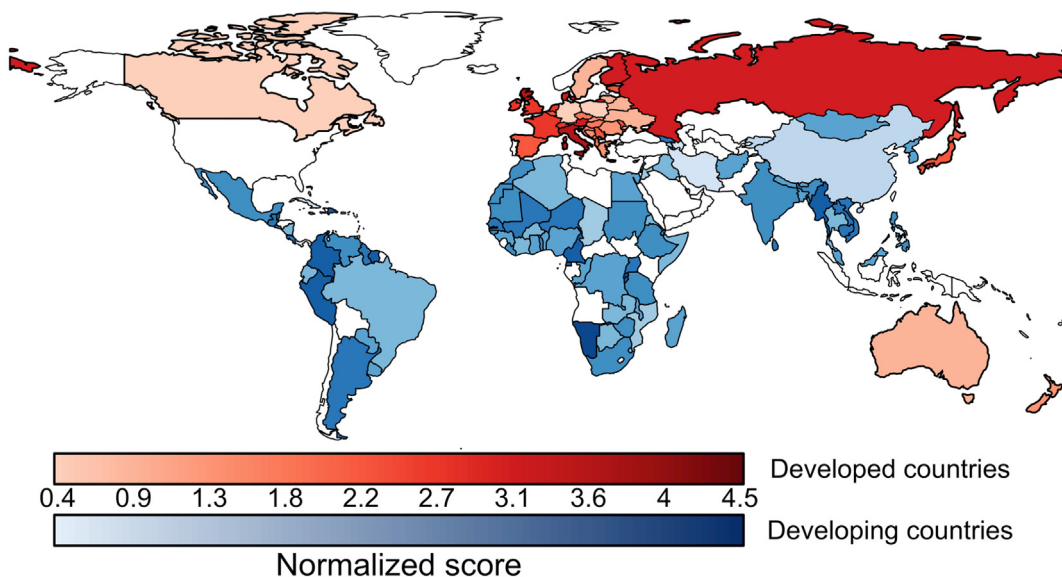 Developed countries
0.4 0.9 1.3 1.8 2.2 2.7 3.1 3.6 4 4.5
Developing countries
Normalized score